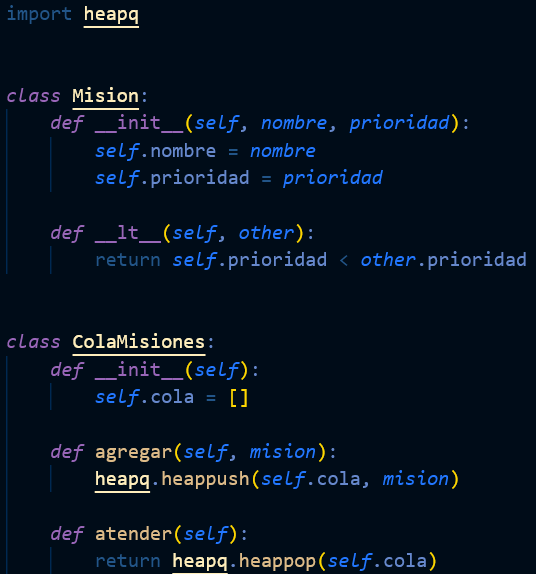 import heapq
class Mision:
def __init__(self, nombre, prioridad):
self.nombre = nombre
self.prioridad = prioridad
def __lt__(self, other):
return self.prioridad < other.prioridad
class ColaMisiones:
def __init__(self):
self.cola = []
def agregar(self, mision):
heapq.heappush(self.cola, mision)
def atender(self):
return heapq.heappop(self.cola)